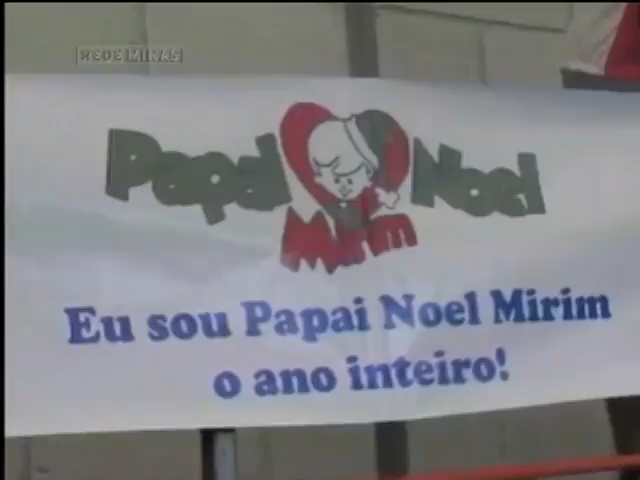 REDE MINAS
Papai Noel
Mirim
Eu sou Papai Noel Mirim
o ano inteiro!